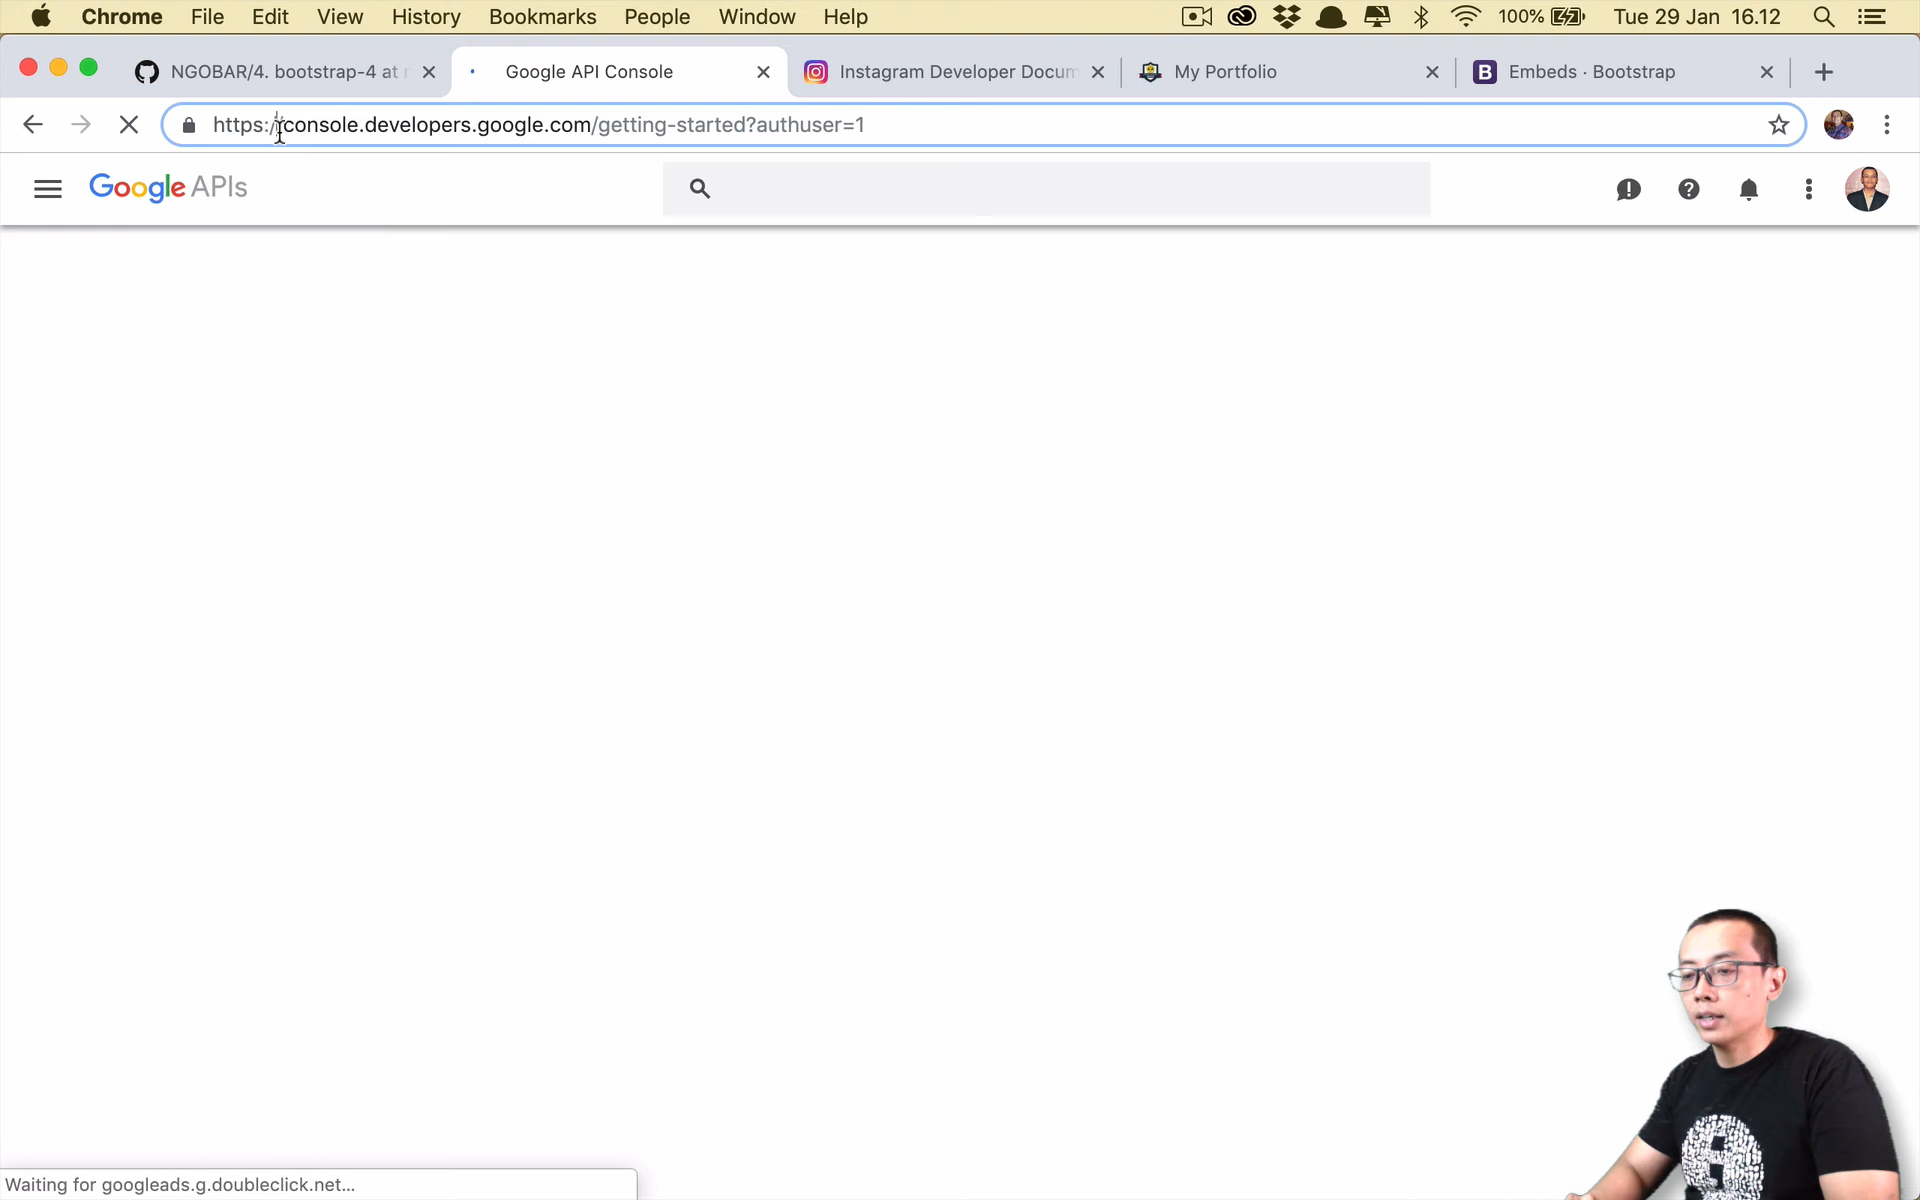 Chrome File Edit View History Bookmarks People Window Help 100% Tue 29 Jan 16.12
NGOBAR/4. bootstrap-4 at Google API Console Instagram Developer Docum My Portfolio Embeds · Bootstrap
https://console.developers.google.com/getting-started?authuser=1
Google APIs
Waiting for googleads.g.doubleclick.net...